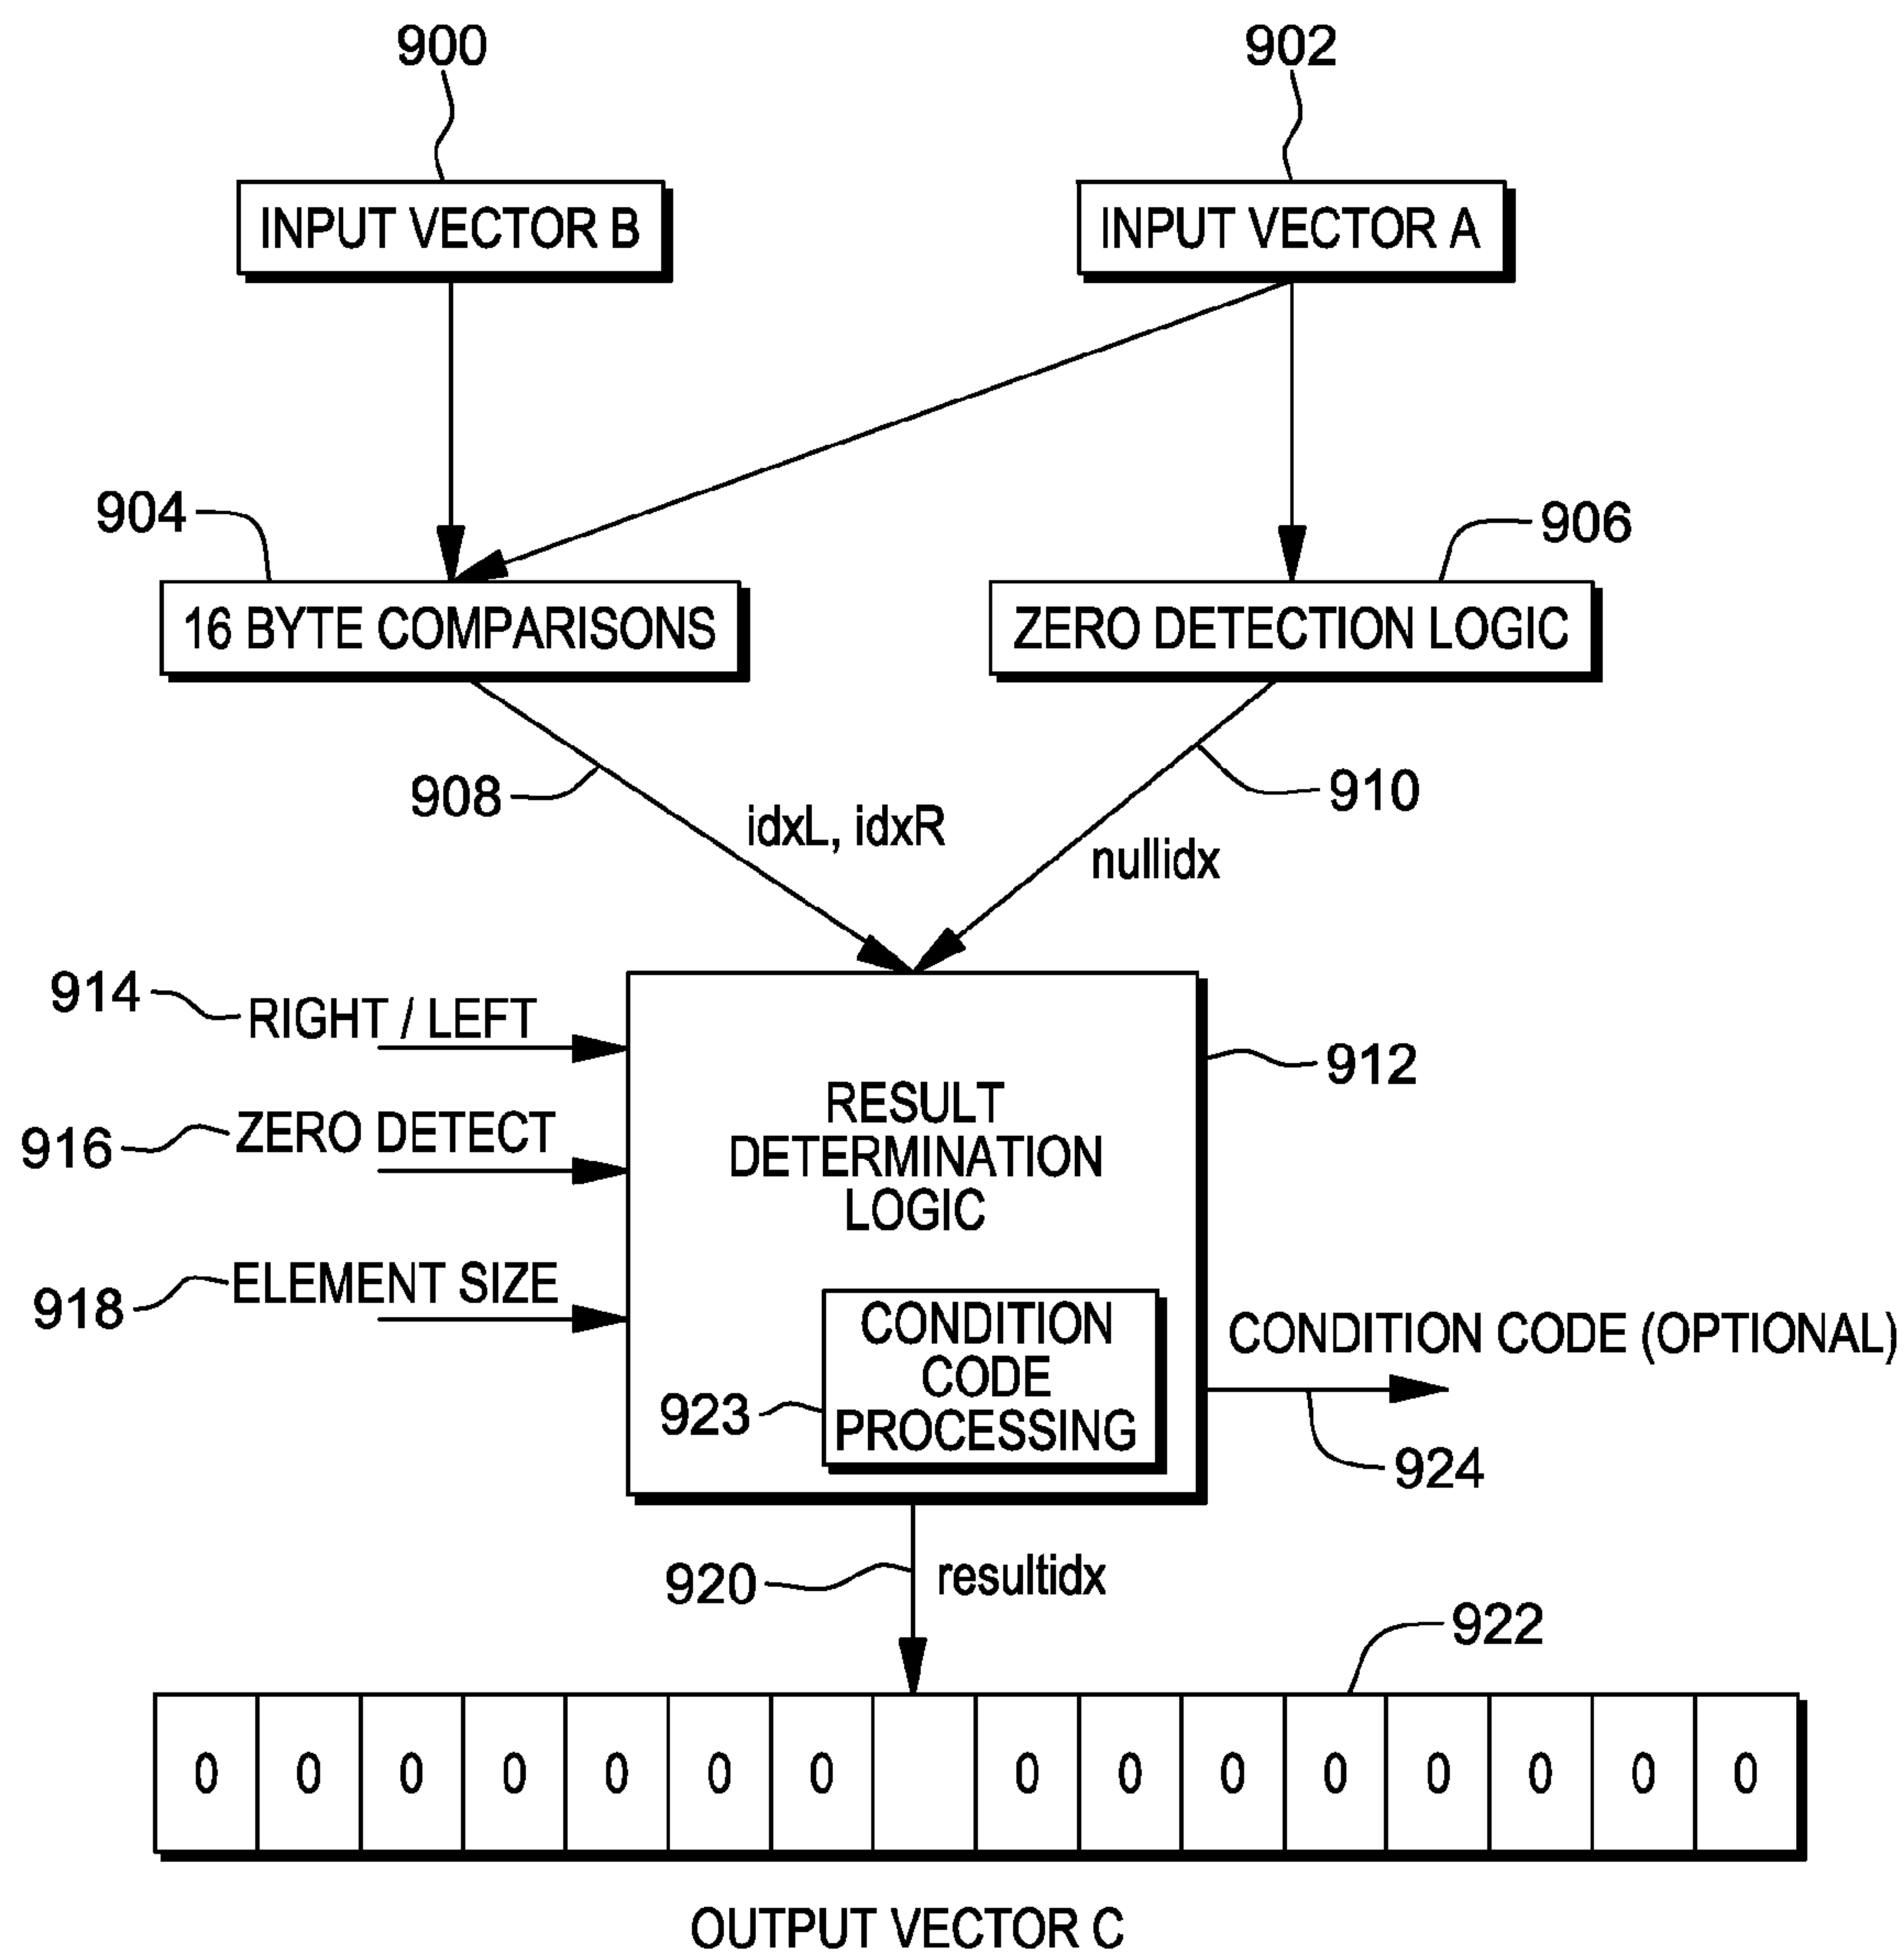 900
902
INPUT VECTOR B
INPUT VECTOR A
904
906
16 BYTE COMPARISONS
ZERO DETECTION LOGIC
908
910
idxL, idxR
nullidx
914
RIGHT / LEFT
912
916
ZERO DETECT
RESULT
DETERMINATION
LOGIC
918
ELEMENT SIZE
CONDITION
CODE
PROCESSING
923
CONDITION CODE (OPTIONAL)
924
920
resultidx
922
0 0 0 0 0 0 0 0 0 0 0 0 0 0 0
OUTPUT VECTOR C